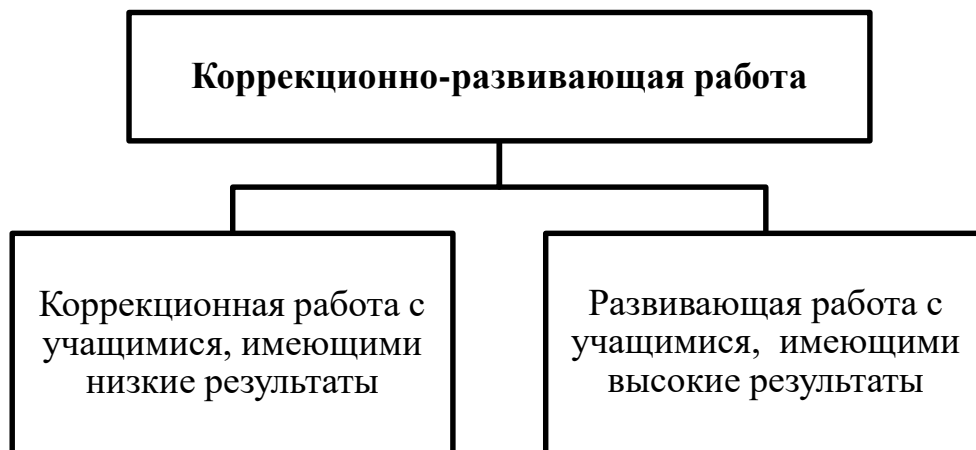 Коррекционно-развивающая работа
Коррекционная работа с
учащимися, имеющими
низкие результаты
Развивающая работа с
учащимися,  имеющими
высокие результаты